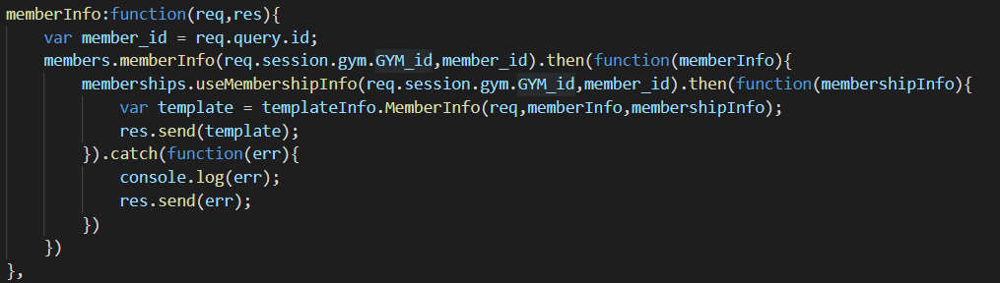 memberInfo:function(req,res){
var member_id = req.query.id;
members.memberInfo(req.session.gym.GYM_id,member_id).then(function(memberInfo){
memberships.useMembershipInfo(req.session.gym.GYM_id,member_id).then(function(membershipInfo){
var template = templateInfo.MemberInfo(req,memberInfo,membershipInfo);
res.send(template);
}).catch(function(err){
console.log(err);
res.send(err);
})
})
},